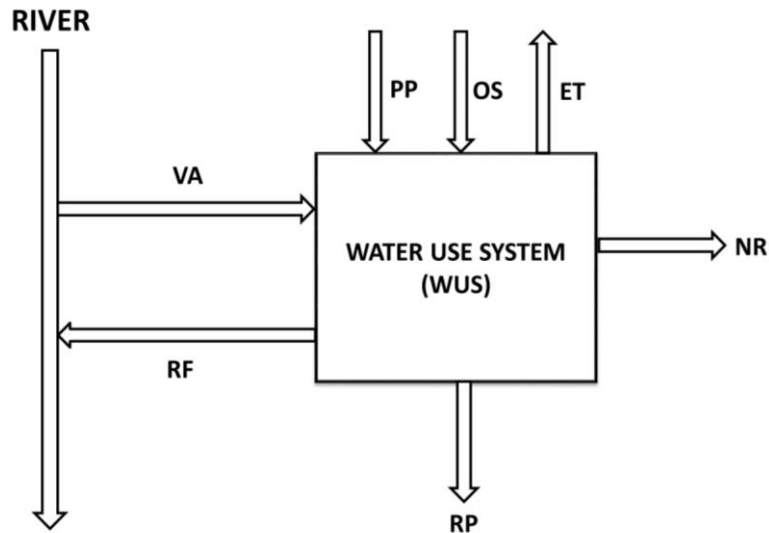 RIVER
PP
OS
ET
VA
WATER USE SYSTEM
(WUS)
NR
RF
RP